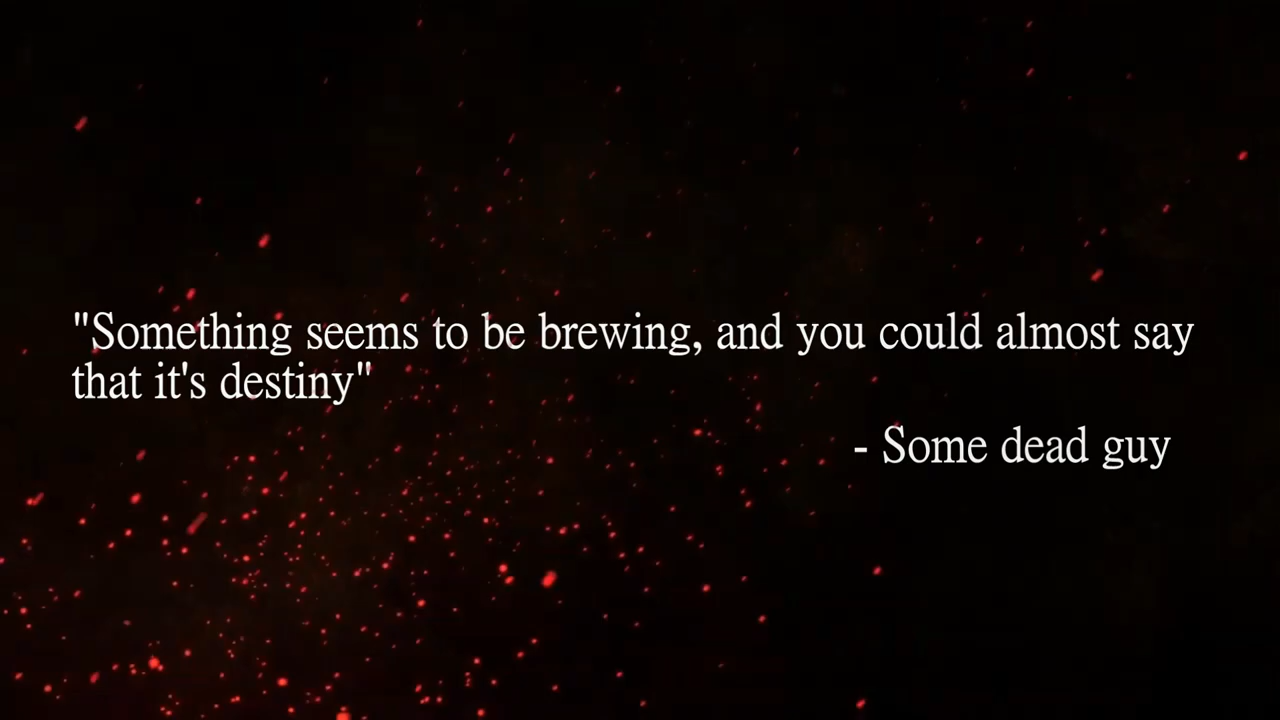 "Something seems to be brewing, and you could almost say
that it's destiny"
- Some dead guy